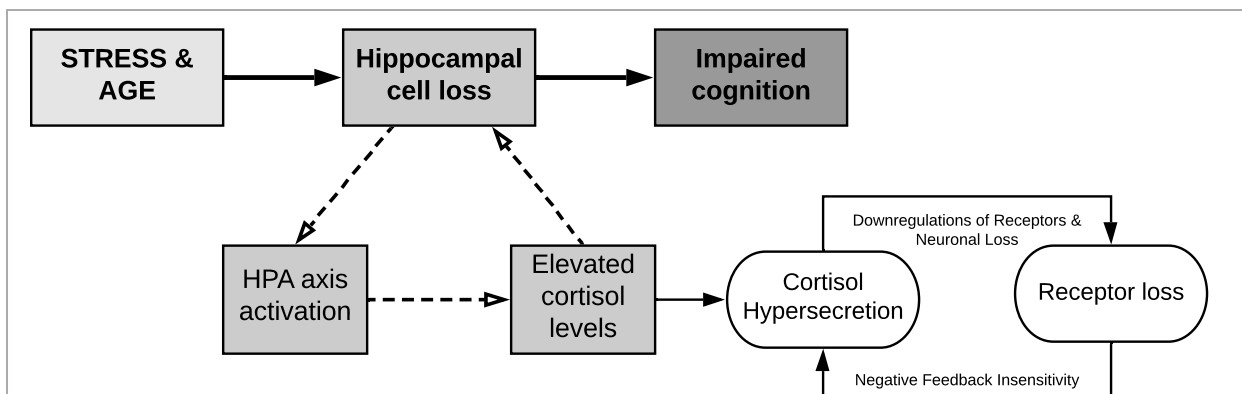 STRESS &
AGE
Hippocampal
cell loss
Impaired
cognition
HPA axis
activation
Elevated
cortisol
levels
Cortisol
Hypersecretion
Downregulations of Receptors &
Neuronal Loss
Receptor loss
Negative Feedback Insensitivity